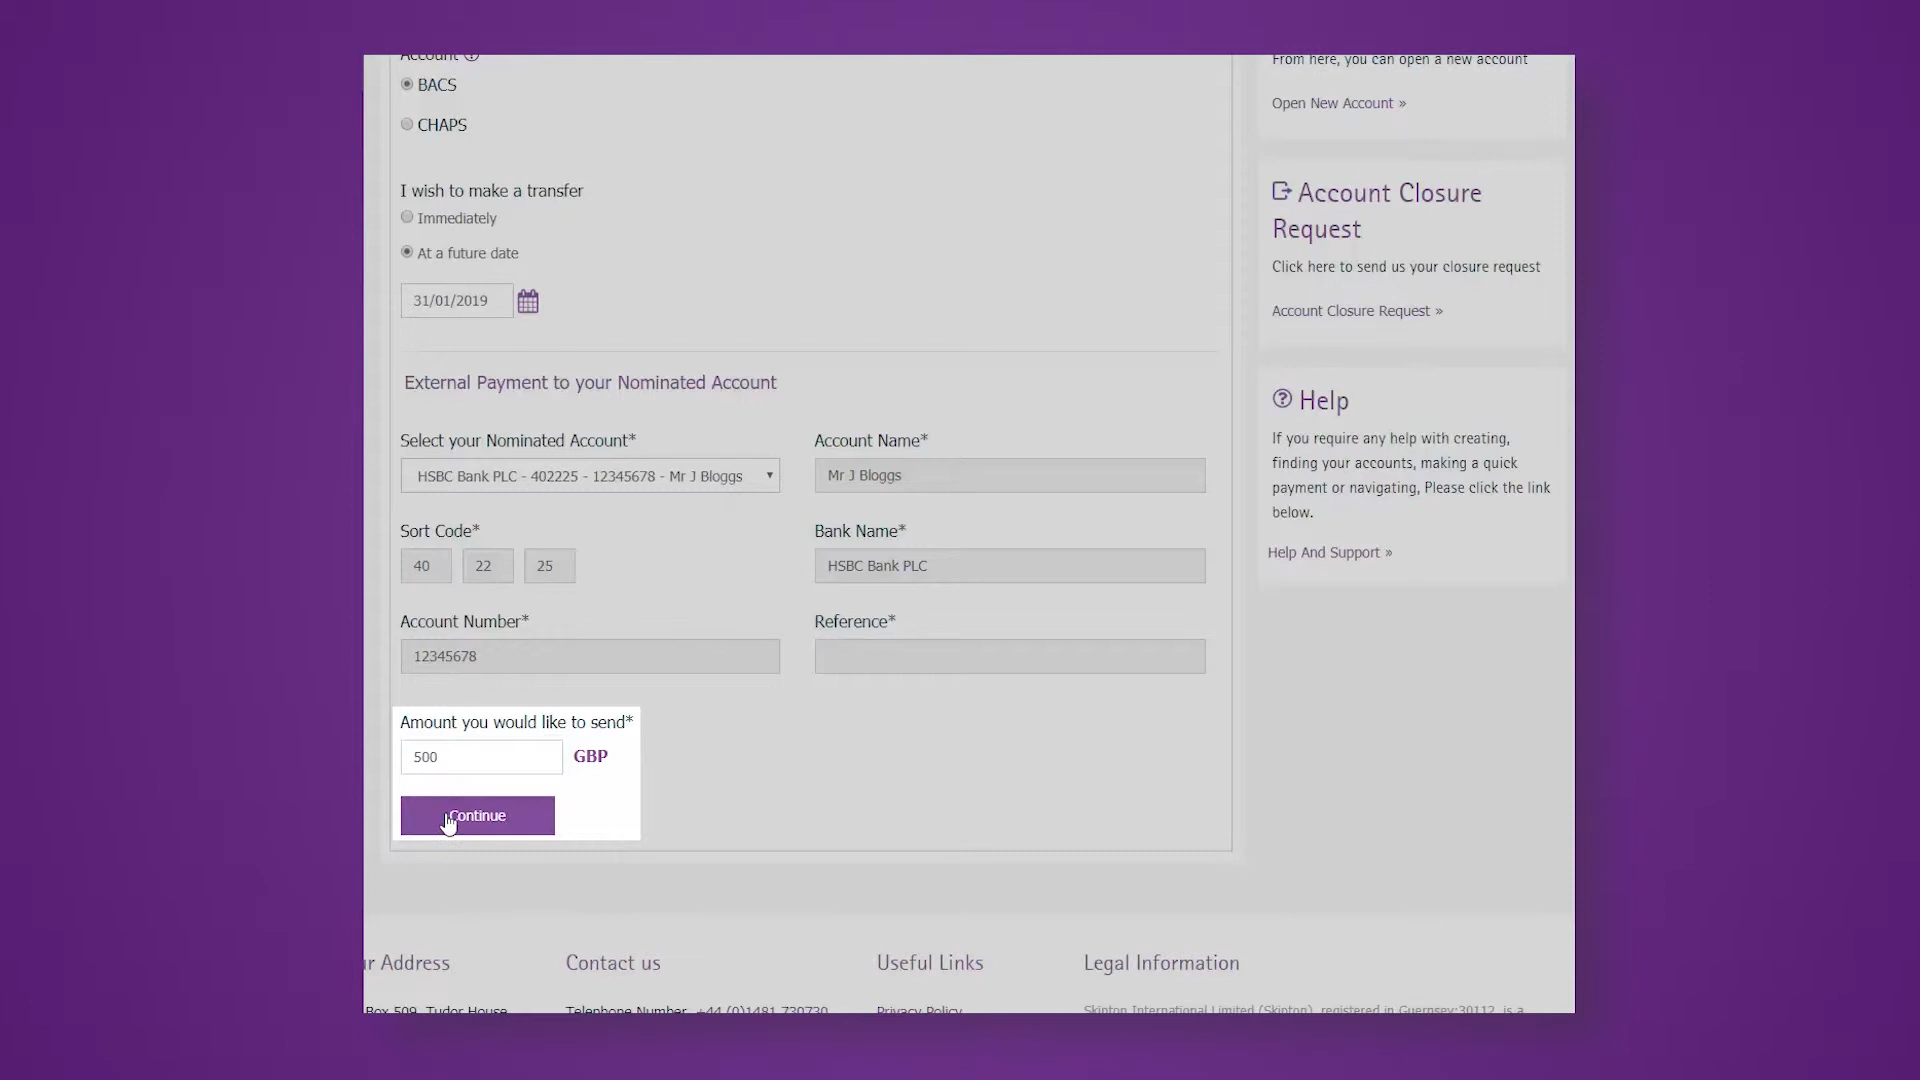 Account
BACS
CHAPS
I wish to make a transfer
Immediately
At a future date
31/01/2019
External Payment to your Nominated Account
Select your Nominated Account*
HSBC Bank PLC - 402225 - 12345678 - Mr J Bloggs
Account Name*
Mr J Bloggs
Sort Code*
40 22 25
Bank Name*
HSBC Bank PLC
Account Number*
12345678
Reference*
Amount you would like to send*
500 GBP
Continue
From here, you can open a new account
Open New Account »
Account Closure
Request
Click here to send us your closure request
Account Closure Request »
Help
If you require any help with creating,
finding your accounts, making a quick
payment or navigating, Please click the link
below.
Help And Support »
r Address
Box 509, Tudor House
Contact us
Telephone Number +44 (0)1481 730730
Useful Links
Privacy Policy
Legal Information
Skipton International Limited (Skipton), registered in Guernsey:30112, is a